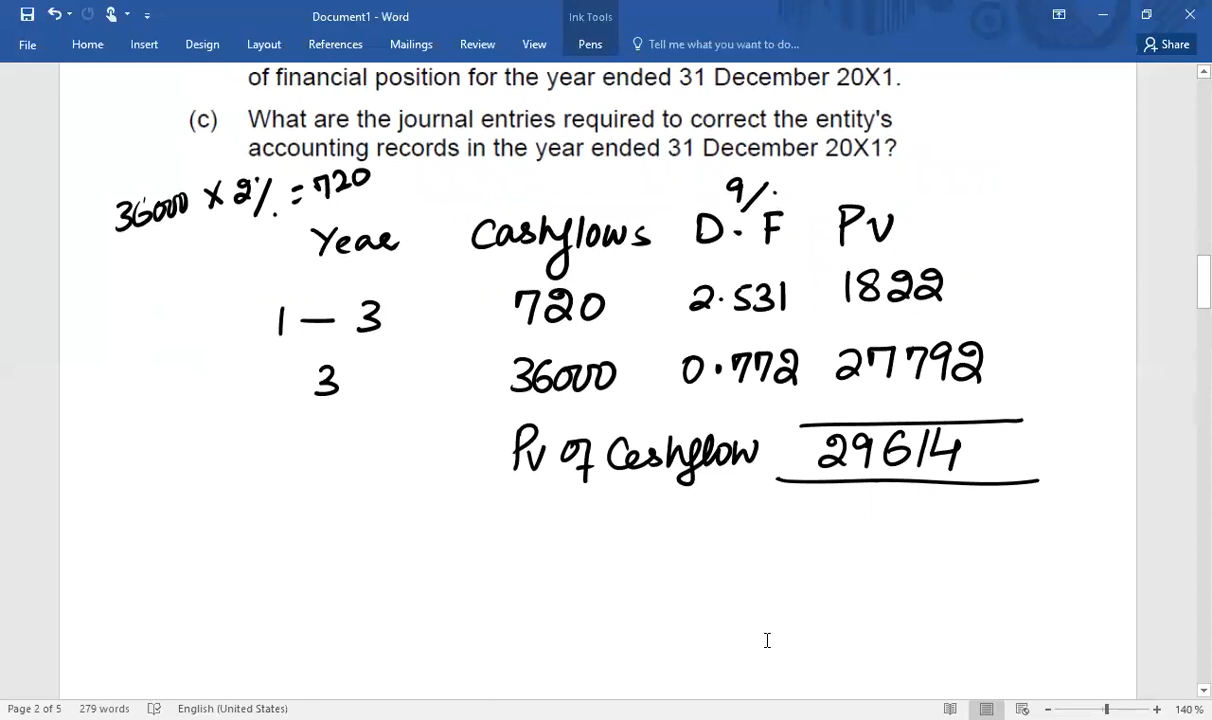 Document1 - Word
Ink Tools
File Home Insert Design Layout References Mailings Review View Pens Tell me what you want to do... Share
of financial position for the year ended 31 December 20X1.
(c) What are the journal entries required to correct the entity's
accounting records in the year ended 31 December 20X1?
36000 X 2% = 720
9%
Year Cashflows D.F Pv
1 — 3 720 2.531 1822
3 36000 0.772 27792
Pv of Cashflow 29614
Page 2 of 5 279 words English (United States) 140 %